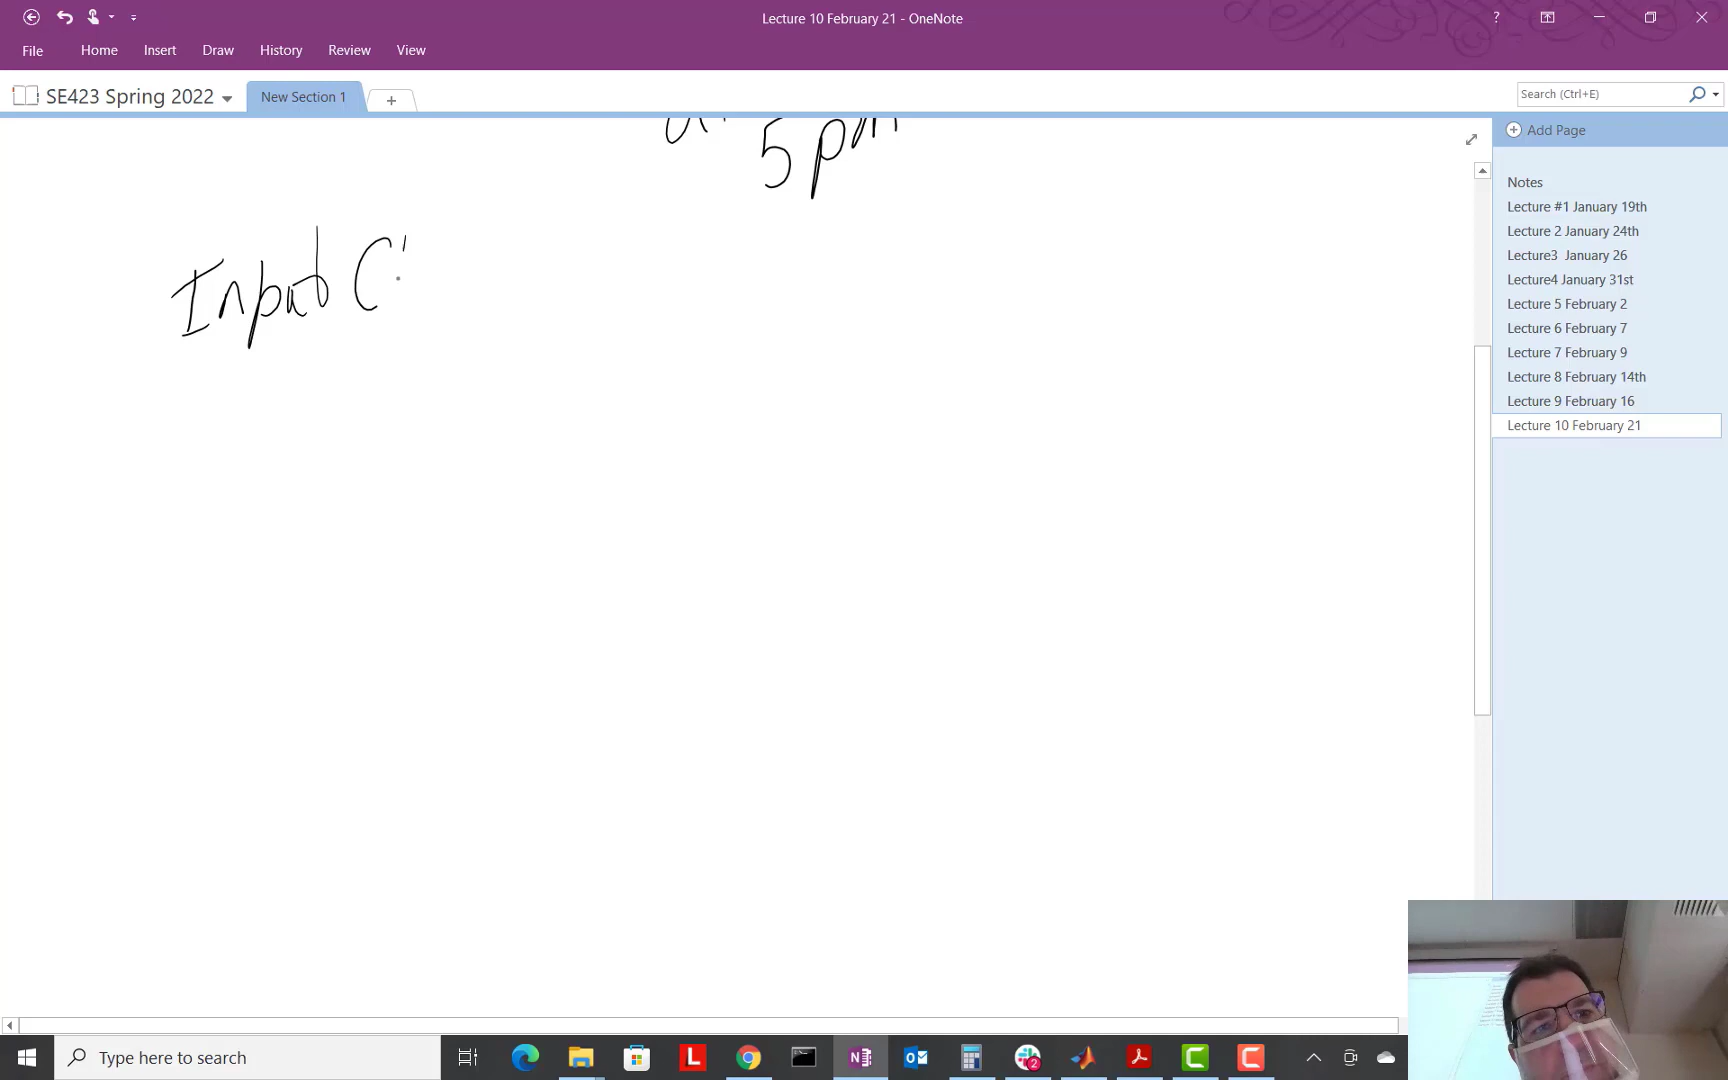 Lecture 10 February 21 - OneNote
?
File Home Insert Draw History Review View
SE423 Spring 2022 New Section 1 +
Search (Ctrl+E)
Add Page
Notes
Lecture #1 January 19th
Lecture 2 January 24th
Lecture3 January 26
Lecture4 January 31st
Lecture 5 February 2
Lecture 6 February 7
Lecture 7 February 9
Lecture 8 February 14th
Lecture 9 February 16
Lecture 10 February 21
Input C
Type here to search
L
2
C
C